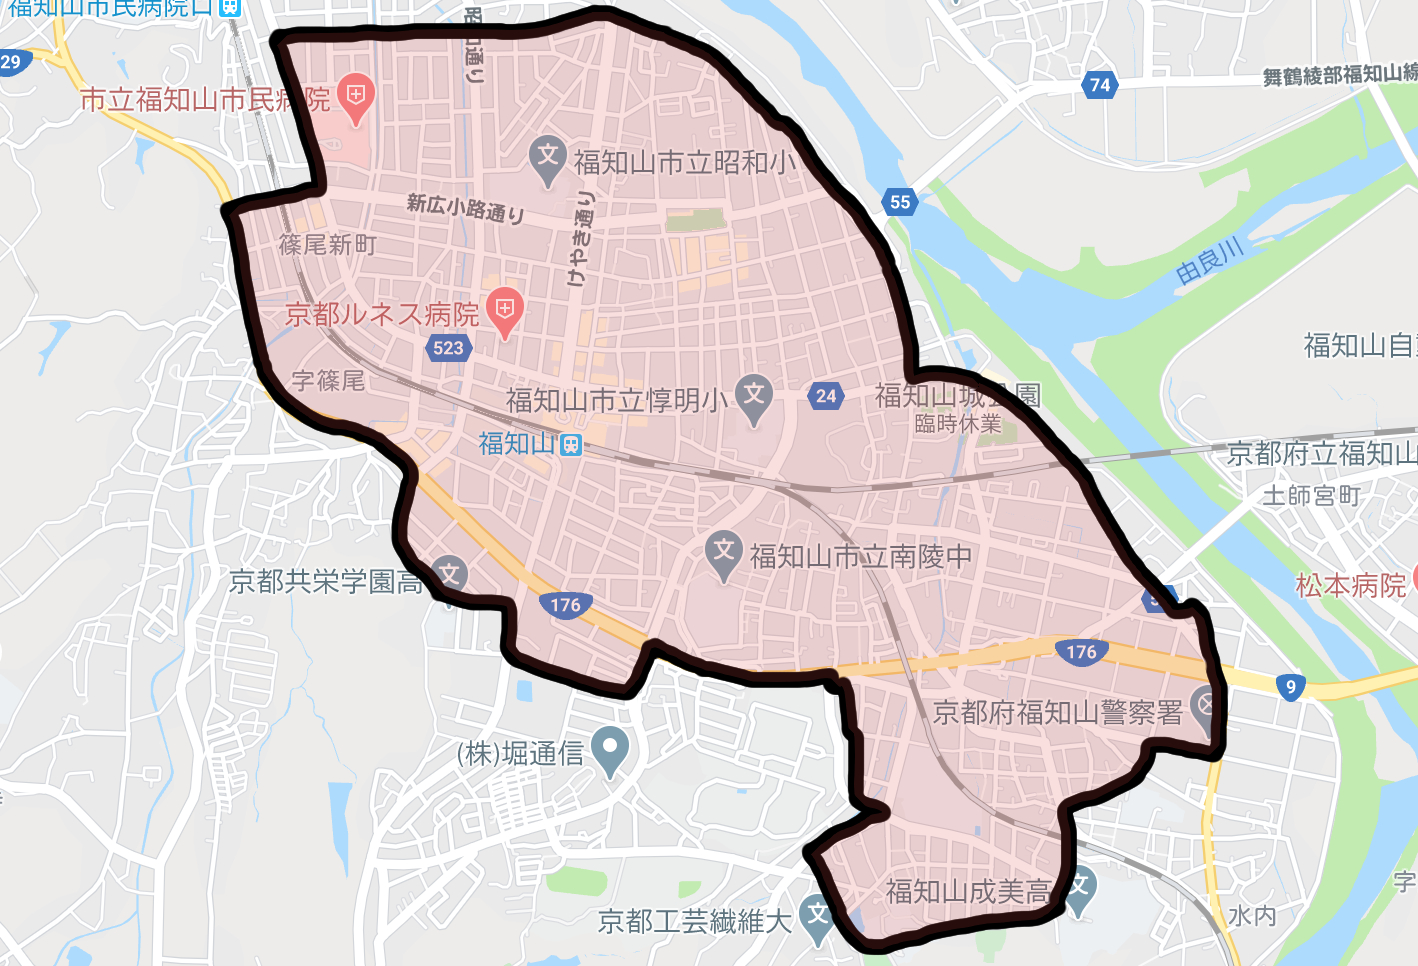 福知山市民病院口
29
昭和通り
74
舞鶴綾部福知山線
市立福知山市民病院
福知山市立昭和小
55
新広小路通り
けやき通り
篠尾新町
由良川
京都ルネス病院
523
福知山自
字篠尾
福知山市立惇明小
24
福知山城公園
臨時休業
福知山
京都府立福知山
土師宮町
福知山市立南陵中
京都共栄学園高
176
松本病院
176
9
京都府福知山警察署
(株)堀通信
福知山成美高
字
京都工芸繊維大
水内